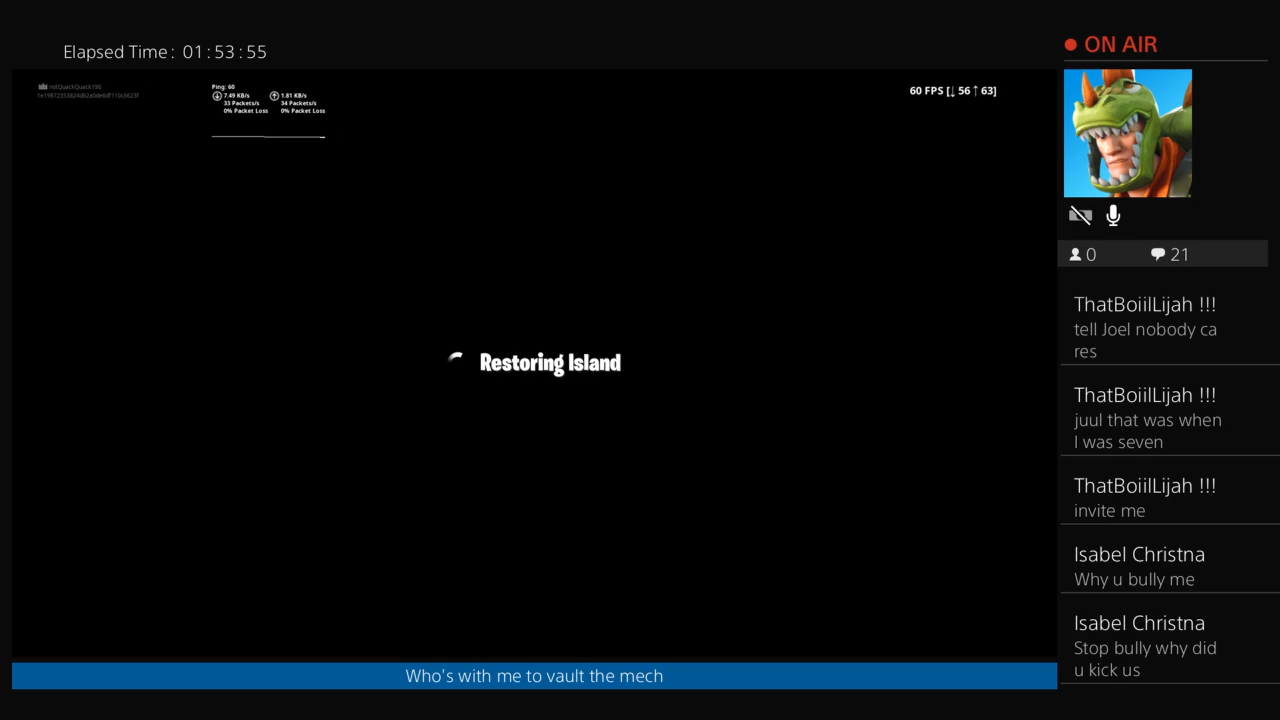 Elapsed Time: 01:53:55
ON AIR
notQuackQuack190
Ping: 60
7.49 KB/s 1.81 KB/s
33 Packets/s 34 Packets/s
0% Packet Loss 0% Packet Loss
60 FPS [↓ 56 ↑ 63]
0 21
Restoring Island
ThatBoiilLijah !!!
tell Joel nobody ca
res
ThatBoiilLijah !!!
juul that was when
I was seven
ThatBoiilLijah !!!
invite me
Isabel Christna
Why u bully me
Isabel Christna
Stop bully why did
u kick us
Who's with me to vault the mech